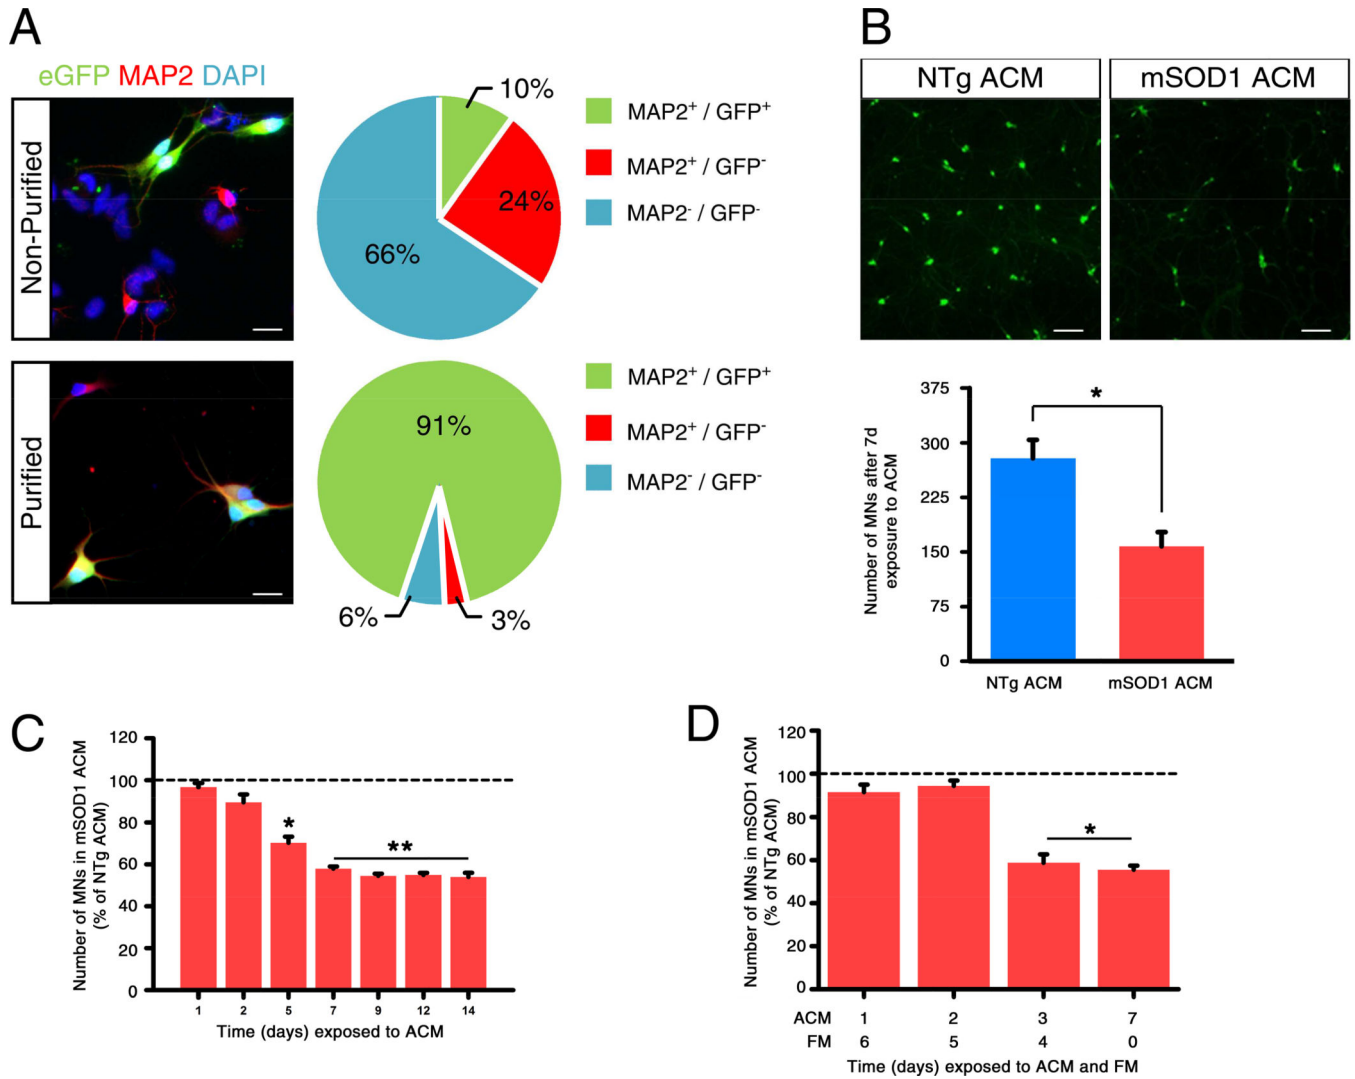 A
eGFP MAP2 DAPI
Non-Purified
10%
24%
66%
MAP2+ / GFP+
MAP2+ / GFP-
MAP2- / GFP-
Purified
91%
6%
3%
MAP2+ / GFP+
MAP2+ / GFP-
MAP2- / GFP-
B
NTg ACM
mSOD1 ACM
Number of MNs after 7d
exposure to ACM
375
300
225
150
75
0
*
NTg ACM
mSOD1 ACM
C
Number of MNs in mSOD1 ACM
(% of NTg ACM)
120
100
80
60
40
20
0
*
**
1 2 5 7 9 12 14
Time (days) exposed to ACM
D
Number of MNs in mSOD1 ACM
(% of NTg ACM)
120
100
80
60
40
20
0
*
ACM 1 2 3 7
FM 6 5 4 0
Time (days) exposed to ACM and FM